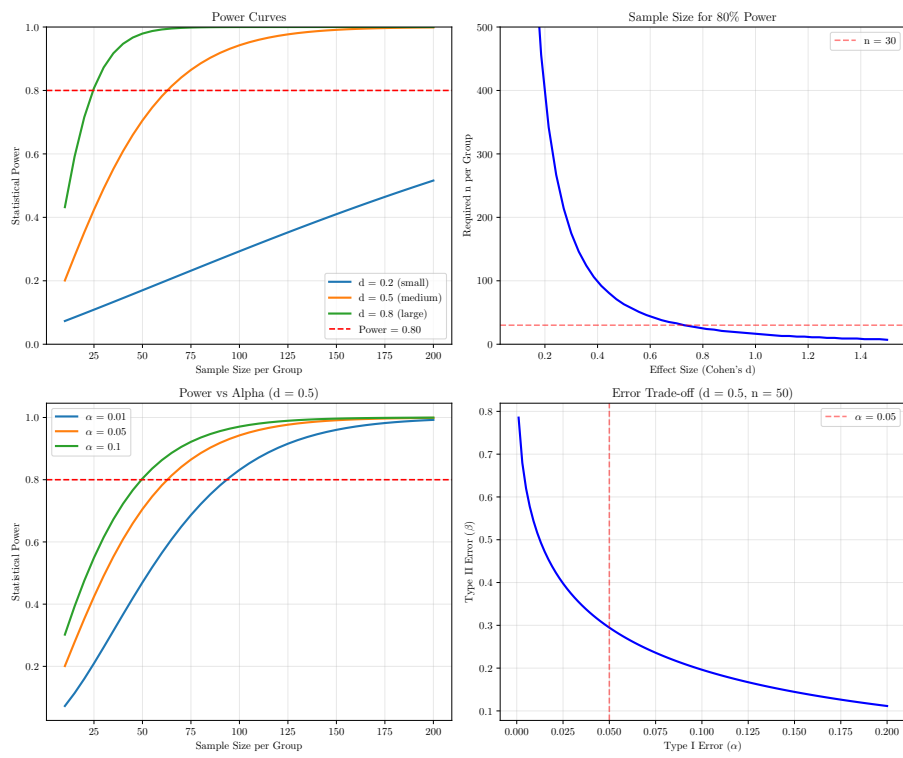 Power Curves
Statistical Power
1.0
0.8
0.6
0.4
0.2
0.0
d = 0.2 (small)
d = 0.5 (medium)
d = 0.8 (large)
Power = 0.80
25 50 75 100 125 150 175 200
Sample Size per Group
Sample Size for 80% Power
Required n per Group
500
400
300
200
100
0
n = 30
0.2 0.4 0.6 0.8 1.0 1.2 1.4
Effect Size (Cohen's d)
Power vs Alpha (d = 0.5)
Statistical Power
1.0
0.8
0.6
0.4
0.2
α = 0.01
α = 0.05
α = 0.1
25 50 75 100 125 150 175 200
Sample Size per Group
Error Trade-off (d = 0.5, n = 50)
Type II Error (β)
0.8
0.7
0.6
0.5
0.4
0.3
0.2
0.1
α = 0.05
0.000 0.025 0.050 0.075 0.100 0.125 0.150 0.175 0.200
Type I Error (α)